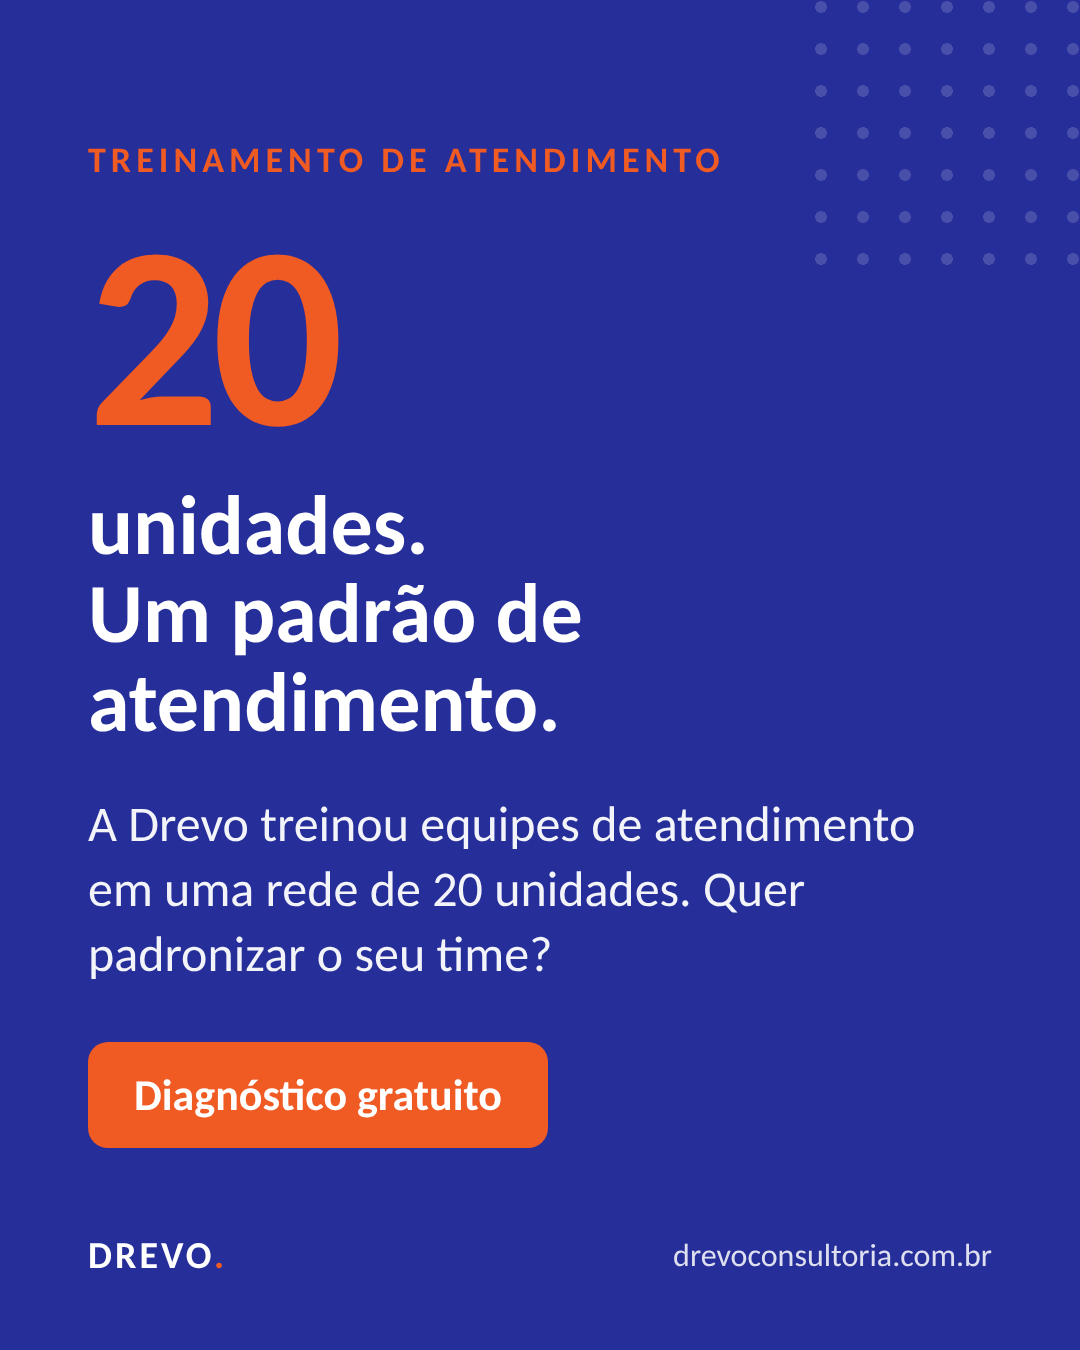 TREINAMENTO DE ATENDIMENTO
20
unidades.
Um padrão de
atendimento.
A Drevo treinou equipes de atendimento
em uma rede de 20 unidades. Quer
padronizar o seu time?
Diagnóstico gratuito
DREVO.
drevoconsultoria.com.br